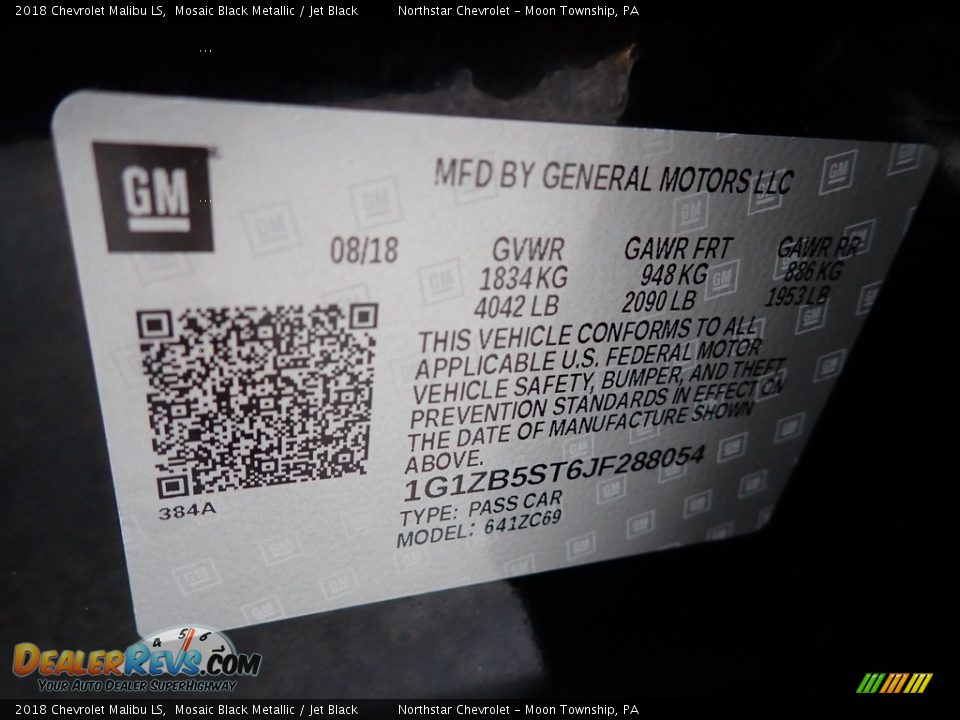 2018 Chevrolet Malibu LS, Mosaic Black Metallic / Jet Black Northstar Chevrolet - Moon Township, PA
GM
MFD BY GENERAL MOTORS LLC
08/18 GVWR GAWR FRT GAWR RR
1834 KG 948 KG 886 KG
4042 LB 2090 LB 1953 LB
THIS VEHICLE CONFORMS TO ALL
APPLICABLE U.S. FEDERAL MOTOR
VEHICLE SAFETY, BUMPER, AND THEFT
PREVENTION STANDARDS IN EFFECT ON
THE DATE OF MANUFACTURE SHOWN
ABOVE.
1G1ZB5ST6JF288054
384A
TYPE: PASS CAR
MODEL: 641ZC69
4 5 6
DEALERREVS.COM
YOUR AUTO DEALER SUPERHIGHWAY
2018 Chevrolet Malibu LS, Mosaic Black Metallic / Jet Black Northstar Chevrolet - Moon Township, PA